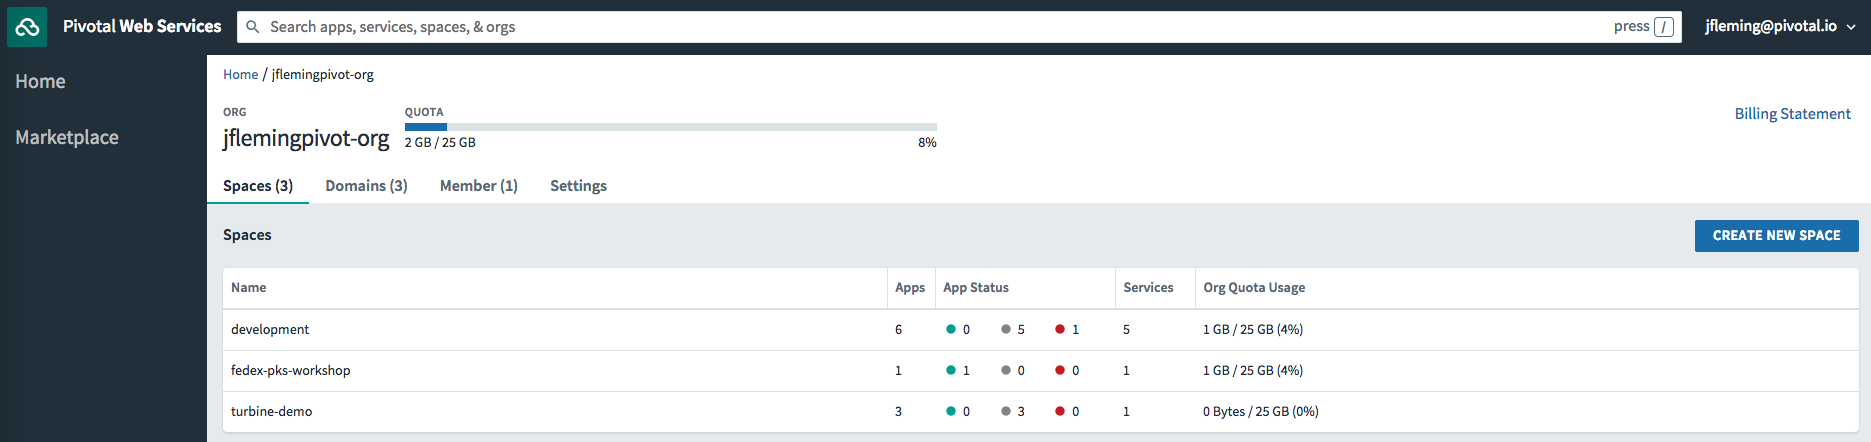 Pivotal Web Services
Search apps, services, spaces, & orgs
press /
jfleming@pivotal.io
Home
Marketplace
Home / jflemingpivot-org
ORG
jflemingpivot-org
QUOTA
2 GB / 25 GB
8%
Billing Statement
Spaces (3) Domains (3) Member (1) Settings
Spaces
CREATE NEW SPACE
Name Apps App Status Services Org Quota Usage
development 6 0 5 1 5 1 GB / 25 GB (4%)
fedex-pks-workshop 1 1 0 0 1 1 GB / 25 GB (4%)
turbine-demo 3 0 3 0 1 0 Bytes / 25 GB (0%)